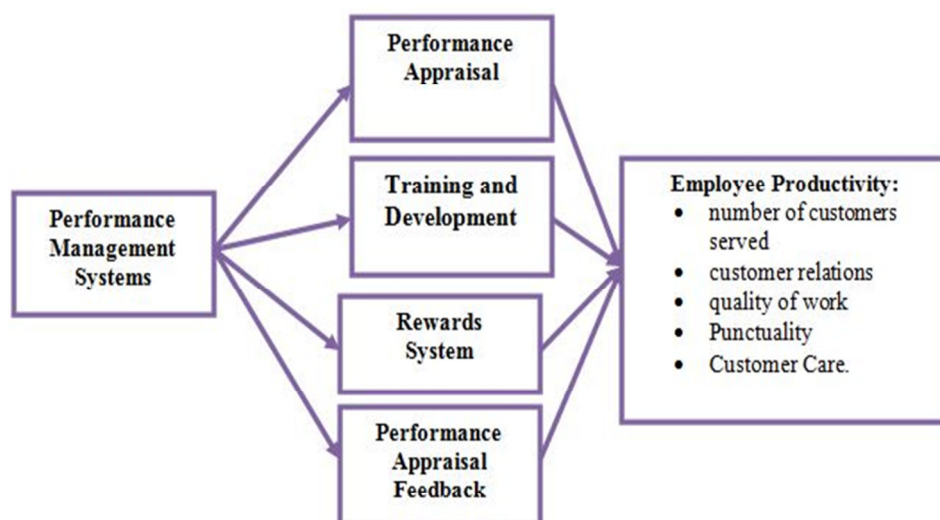 Performance
Management
Systems
Performance
Appraisal
Training and
Development
Rewards
System
Performance
Appraisal
Feedback
Employee Productivity:
• number of customers
served
• customer relations
• quality of work
• Punctuality
• Customer Care.